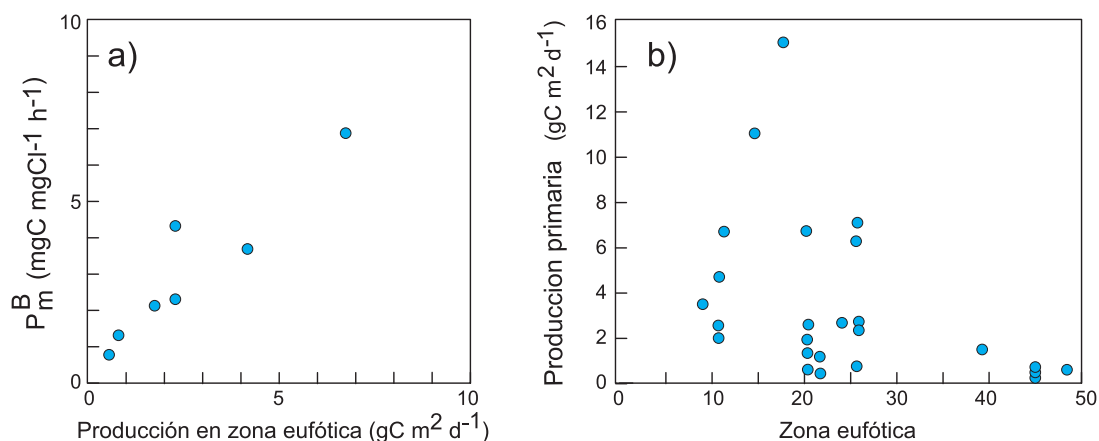 a)
10
5
0
P B m (mgC mgCl-1 h-1)
0 5 10
Producción en zona eufótica (gC m2 d-1)
b)
16
14
12
10
8
6
4
2
0
Produccion primaria (gC m2 d-1)
0 10 20 30 40 50
Zona eufótica